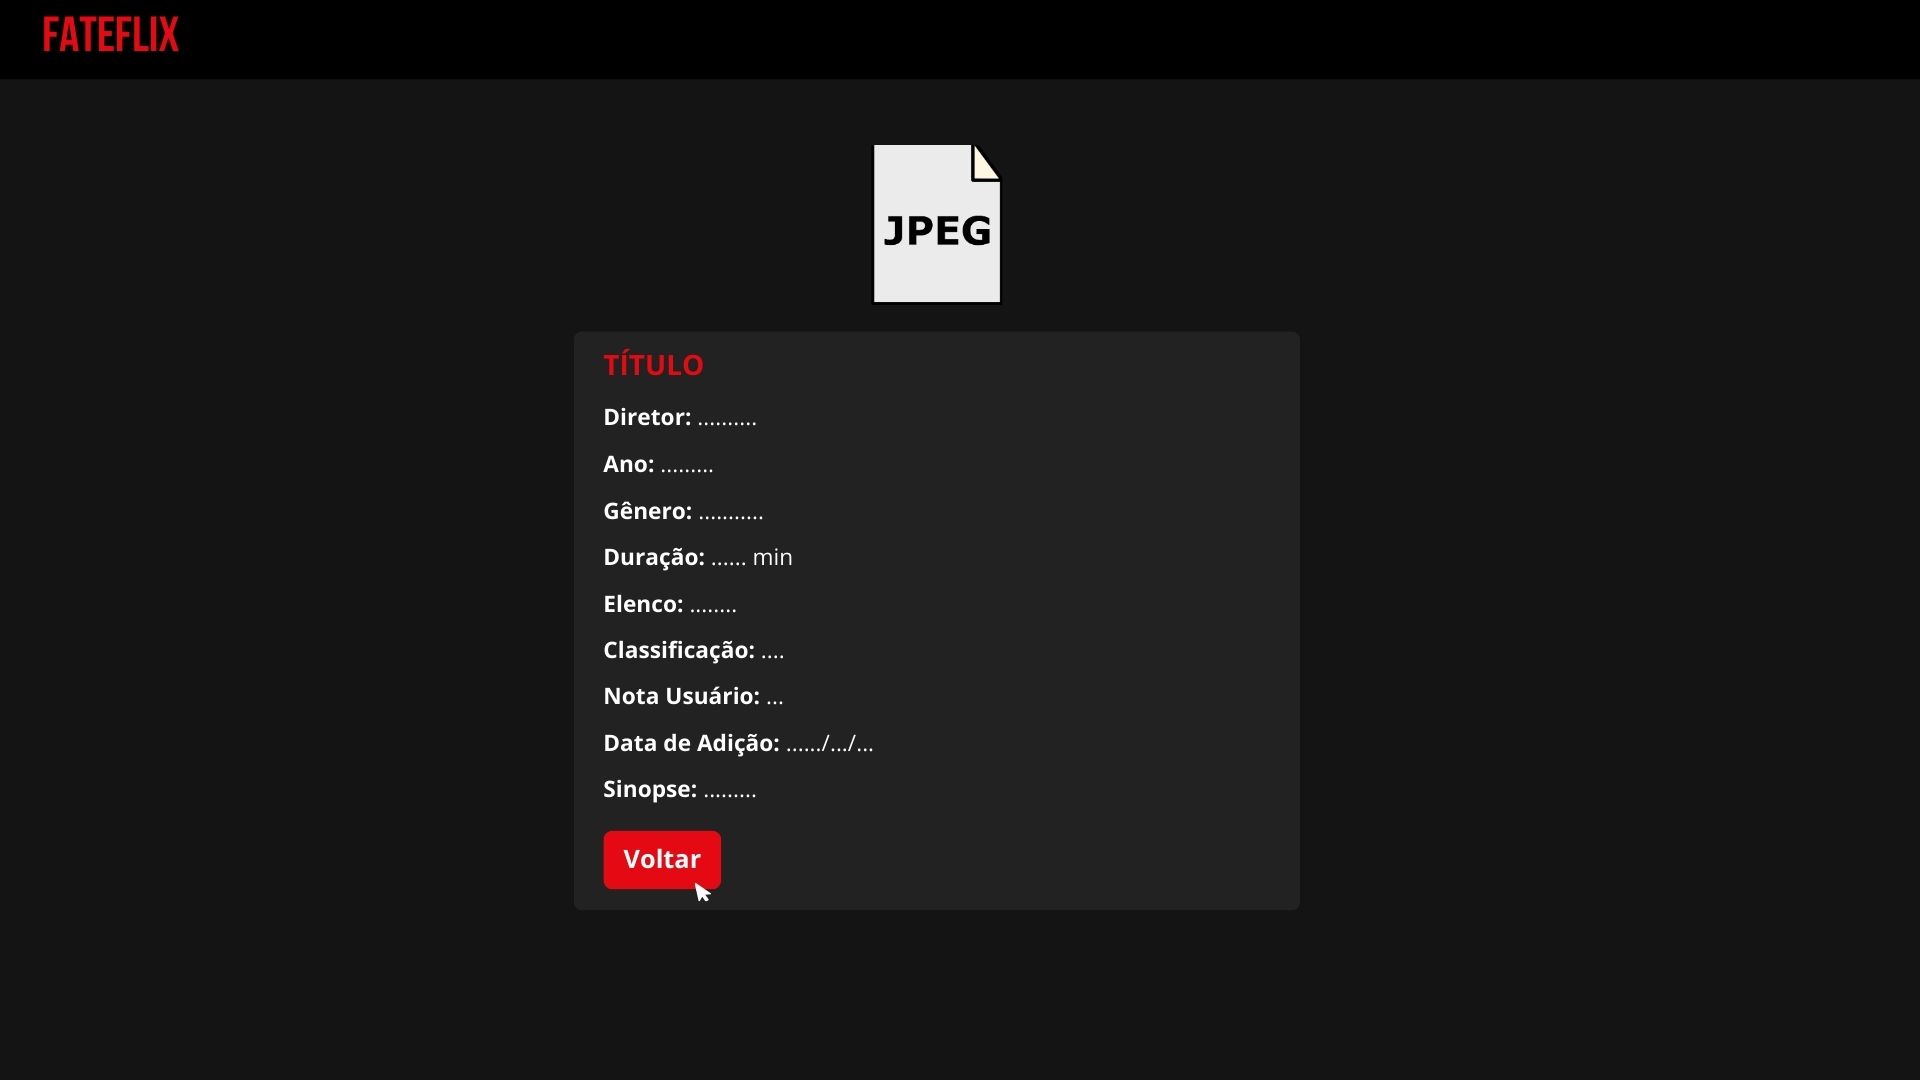 FATEFLIX
JPEG
TÍTULO
Diretor: ..........
Ano: .........
Gênero: ...........
Duração: ...... min
Elenco: ........
Classificação: ....
Nota Usuário: ...
Data de Adição: ....../.../...
Sinopse: .........
Voltar